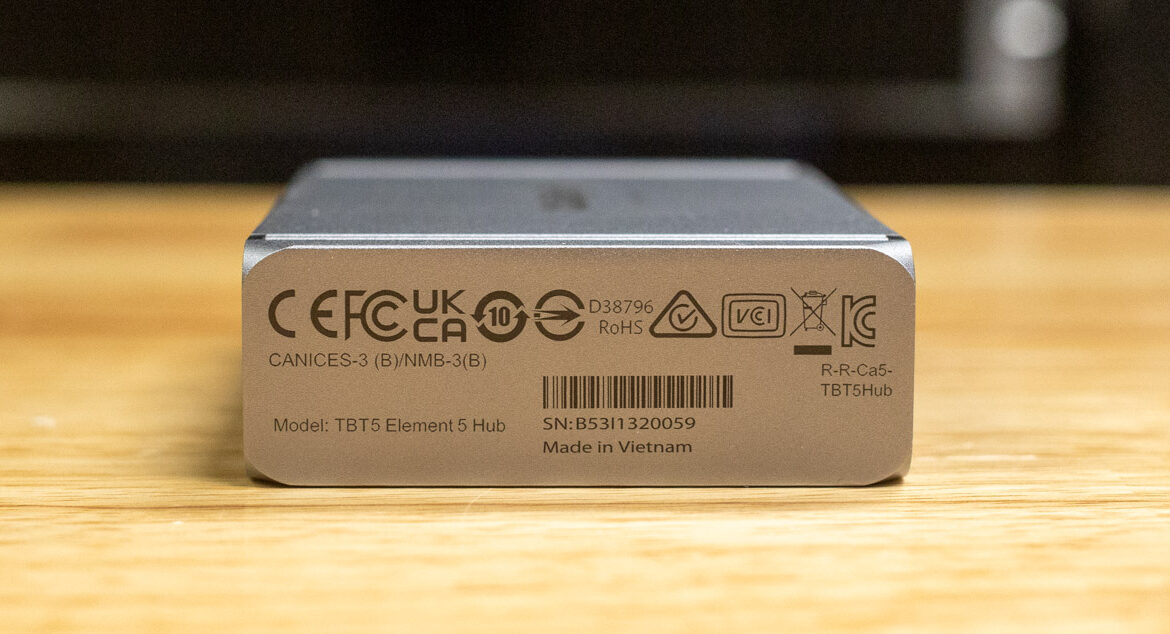 CE FC UK CA 10 D38796 RoHS VCI
CANICES-3 (B)/NMB-3(B)
R-R-Ca5-
TBT5Hub
Model: TBT5 Element 5 Hub
SN:B53I1320059
Made in Vietnam